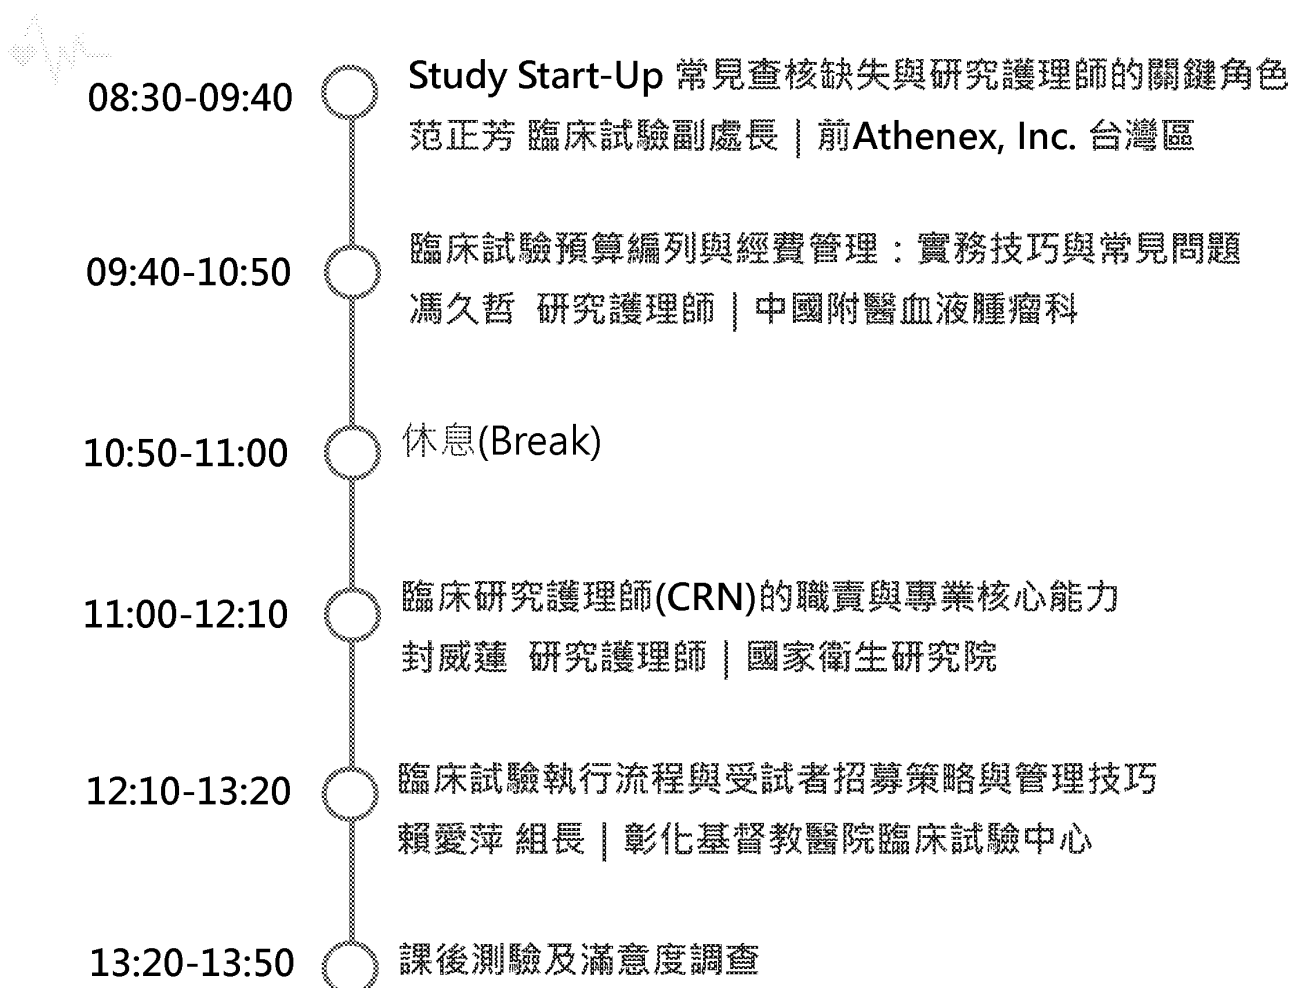 08:30-09:40
Study Start-Up 常見查核缺失與研究護理師的關鍵角色
范正芳 臨床試驗副處長 | 前Athenex, Inc. 台灣區
09:40-10:50
臨床試驗預算編列與經費管理：實務技巧與常見問題
馮久哲 研究護理師 | 中國附醫血液腫瘤科
10:50-11:00
休息(Break)
11:00-12:10
臨床研究護理師(CRN)的職責與專業核心能力
封威蓮 研究護理師 | 國家衛生研究院
12:10-13:20
臨床試驗執行流程與受試者招募策略與管理技巧
賴愛萍 組長 | 彰化基督教醫院臨床試驗中心
13:20-13:50
課後測驗及滿意度調查